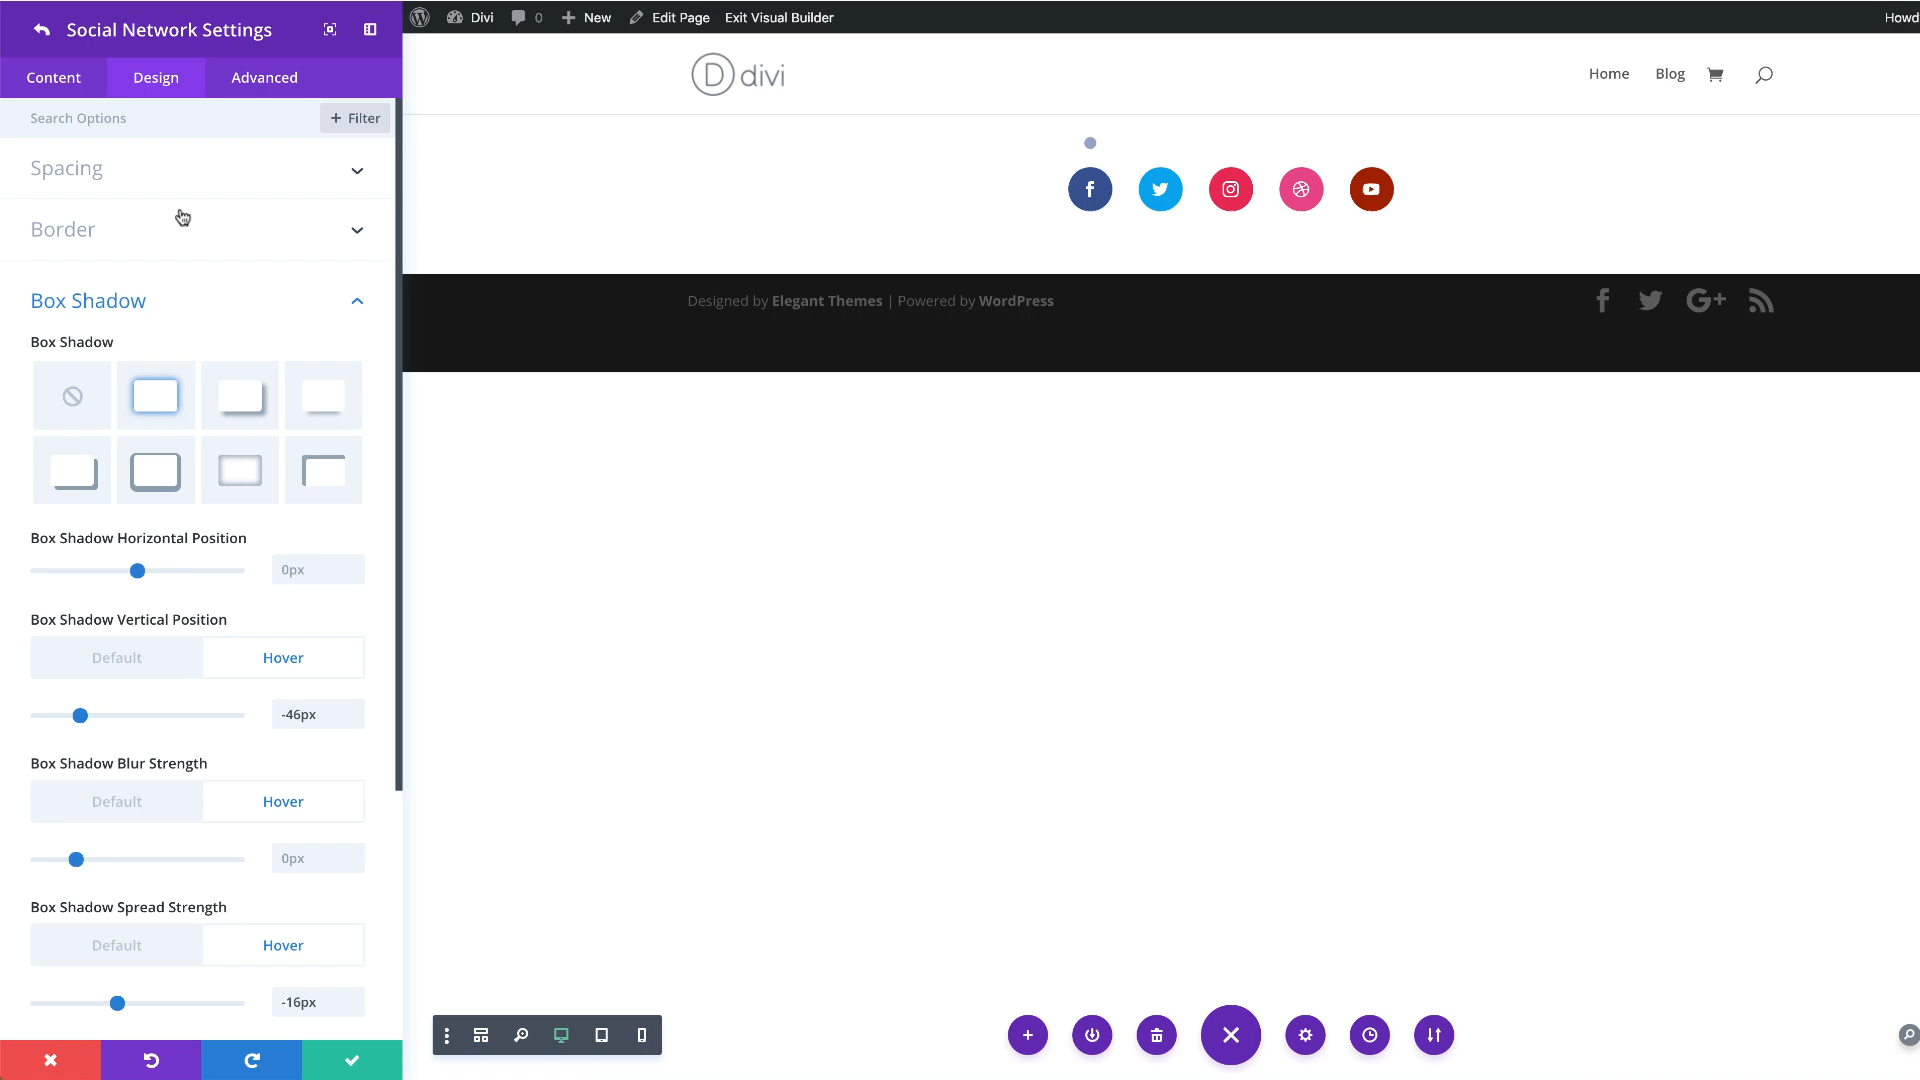 Social Network Settings
Content Design Advanced
Search Options
+ Filter
Spacing
Border
Box Shadow
Box Shadow
Box Shadow Horizontal Position
0px
Box Shadow Vertical Position
Default Hover
-46px
Box Shadow Blur Strength
Default Hover
0px
Box Shadow Spread Strength
Default Hover
-16px
Divi 0 New Edit Page Exit Visual Builder Howd
D divi
Home Blog
Designed by Elegant Themes | Powered by WordPress